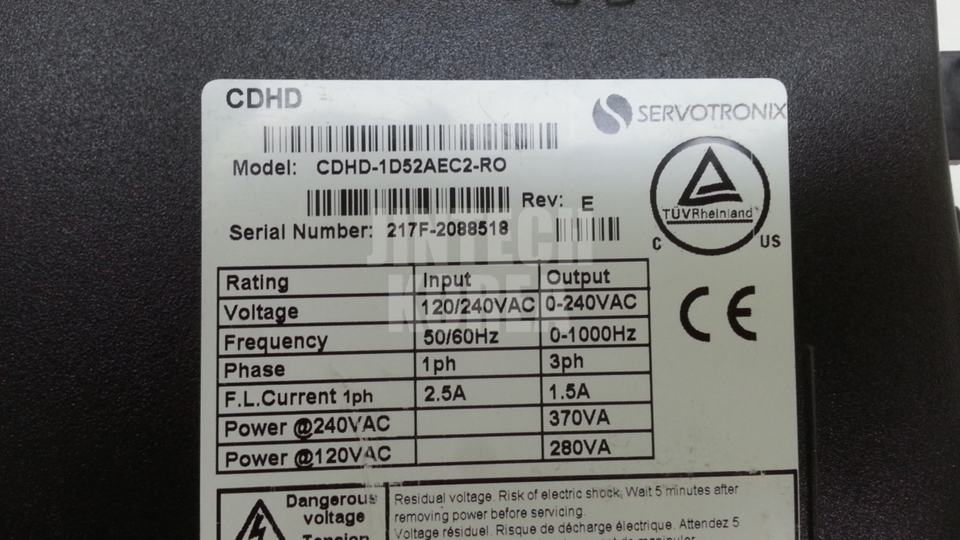 CDHD
SERVOTRONIX
Model: CDHD-1D52AEC2-RO
Rev: E
Serial Number: 217F-2088518
TÜVRheinland
C US
JINTECH
KOREA
Rating Input Output
Voltage 120/240VAC 0-240VAC
Frequency 50/60Hz 0-1000Hz
Phase 1ph 3ph
F.L.Current 1ph 2.5A 1.5A
Power @240VAC 370VA
Power @120VAC 280VA
CE
Dangerous
voltage
Tension
Residual voltage. Risk of electric shock, Wait 5 minutes after
removing power before servicing.
Voltage résiduel. Risque de décharge électrique. Attendez 5